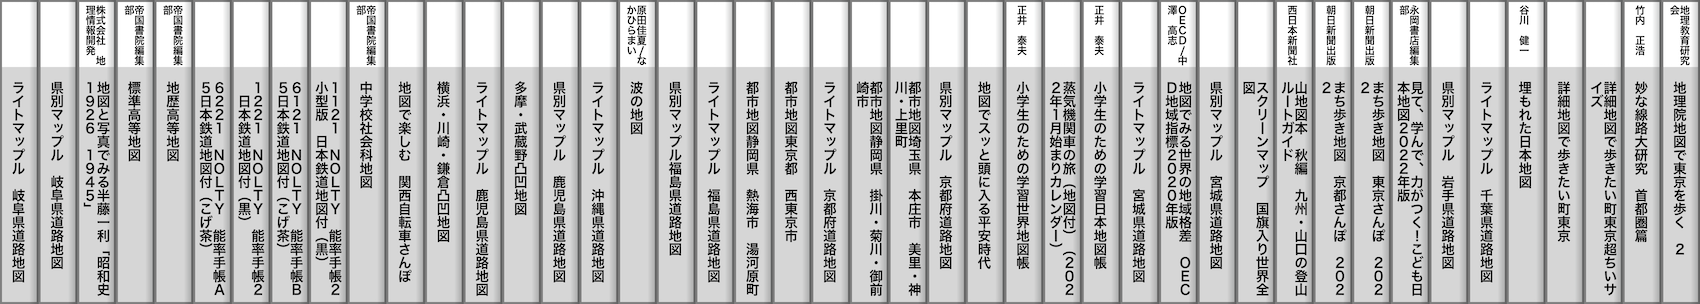 地理教育研究
会
地理院地図で東京を歩く　2
竹内　正浩
妙な線路大研究　首都圏篇
詳細地図で歩きたい町東京超ちいサ
イズ
詳細地図で歩きたい町東京
谷川　健一
埋もれた日本地図
ライトマップル　千葉県道路地図
県別マップル　岩手県道路地図
永岡書店編集
部
見て、学んで、力がつく！こども日
本地図2022年版
朝日新聞出版
まち歩き地図　東京さんぽ　202
2
朝日新聞出版
まち歩き地図　京都さんぽ　202
2
西日本新聞社
山地図本　秋編　九州・山口の登山
ルートガイド
スクリーンマップ　国旗入り世界全
図
県別マップル　宮城県道路地図
OECD/中
澤　高志
地図でみる世界の地域格差　OEC
D地域指標2020年版
ライトマップル　宮城県道路地図
正井　泰夫
小学生のための学習日本地図帳
蒸気機関車の旅（地図付）（202
2年1月始まりカレンダー）
正井　泰夫
小学生のための学習世界地図帳
地図でスッと頭に入る平安時代
県別マップル　京都府道路地図
都市地図埼玉県　本庄市　美里・神
川・上里町
都市地図静岡県　掛川・菊川・御前
崎市
ライトマップル　京都府道路地図
都市地図東京都　西東京市
都市地図静岡県　熱海市　湯河原町
ライトマップル　福島県道路地図
県別マップル福島県道路地図
原田佳夏/な
かひらまい
波の地図
ライトマップル　沖縄県道路地図
県別マップル　鹿児島県道路地図
多摩・武蔵野凸凹地図
ライトマップル　鹿児島県道路地図
横浜・川崎・鎌倉凸凹地図
地図で楽しむ　関西自転車さんぽ
帝国書院編集
部
中学校社会科地図
1121　NOLTY　能率手帳2
小型版　日本鉄道地図付（黒）
6121　NOLTY　能率手帳B
5日本鉄道地図付（こげ茶）
1221　NOLTY　能率手帳2
日本鉄道地図付（黒）
6221　NOLTY　能率手帳A
5日本鉄道地図付（こげ茶）
帝国書院編集
部
地歴高等地図
帝国書院編集
部
標準高等地図
株式会社　地
理情報開発
地図と写真でみる半藤一利「昭和史
1926　1945」
県別マップル　岐阜県道路地図
ライトマップル　岐阜県道路地図